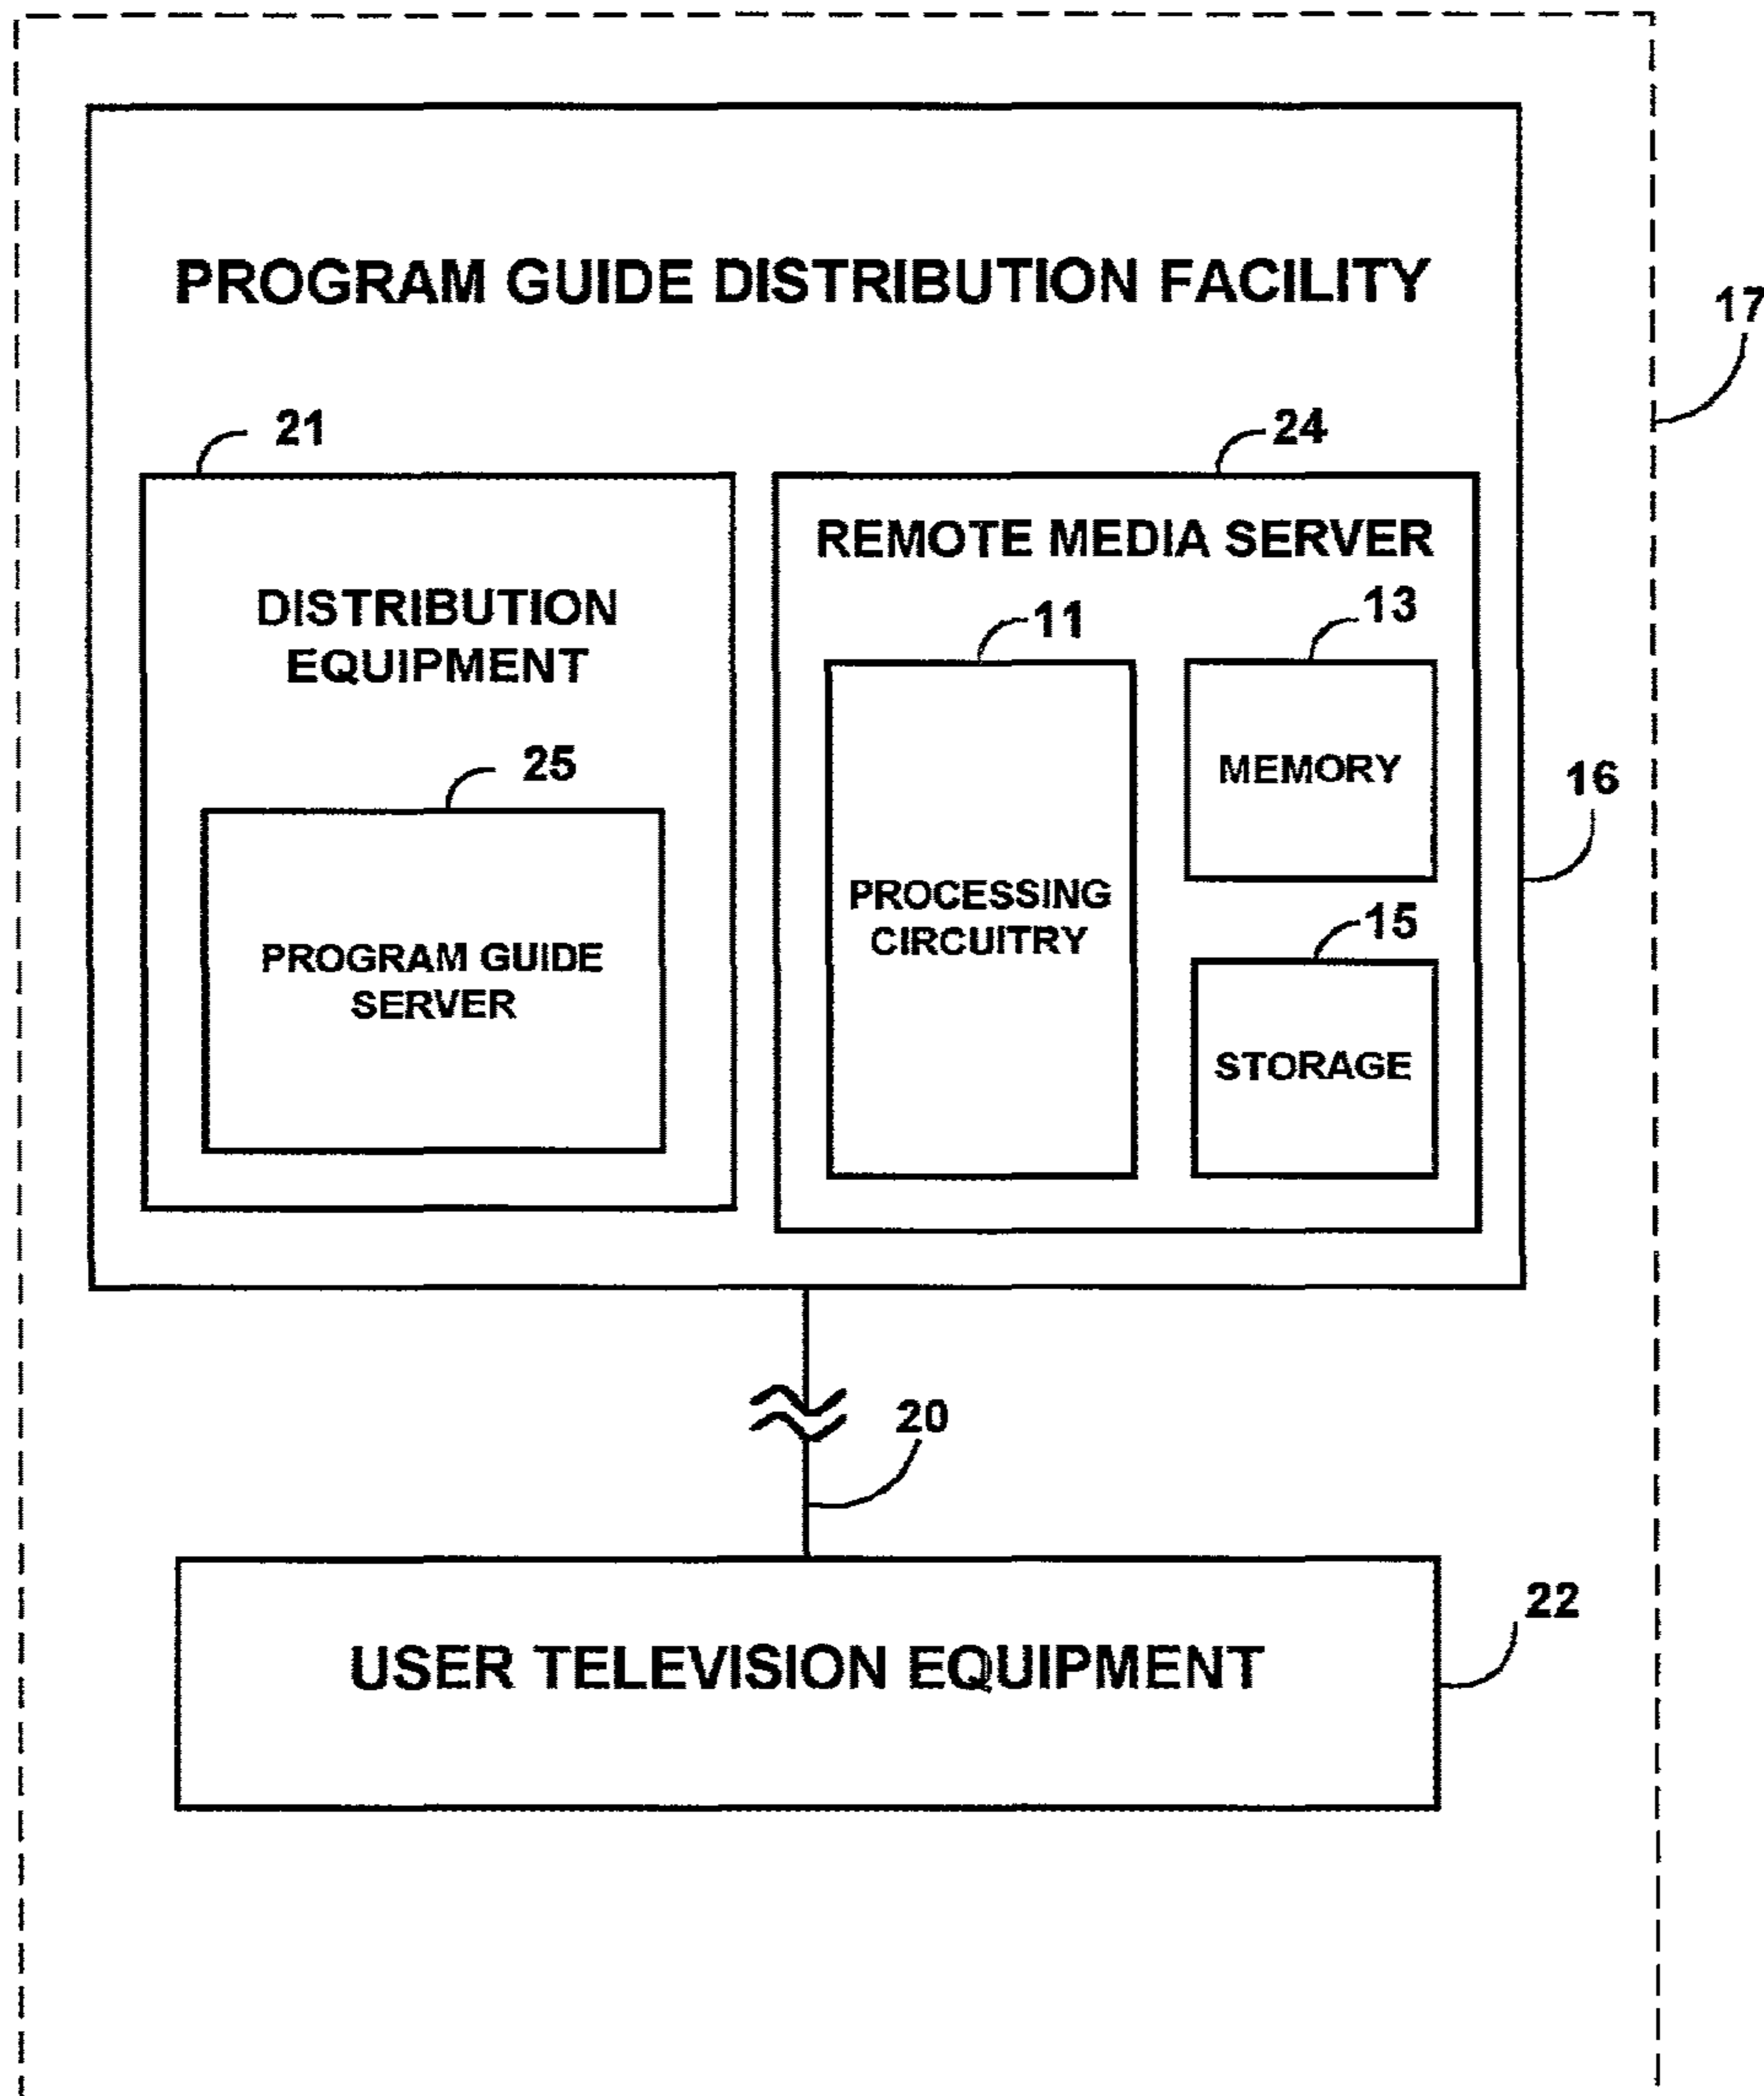 PROGRAM GUIDE DISTRIBUTION FACILITY
17
21
24
REMOTE MEDIA SERVER
DISTRIBUTION
EQUIPMENT
11
13
25
MEMORY
16
PROCESSING
CIRCUITRY
15
PROGRAM GUIDE
SERVER
STORAGE
20
22
USER TELEVISION EQUIPMENT